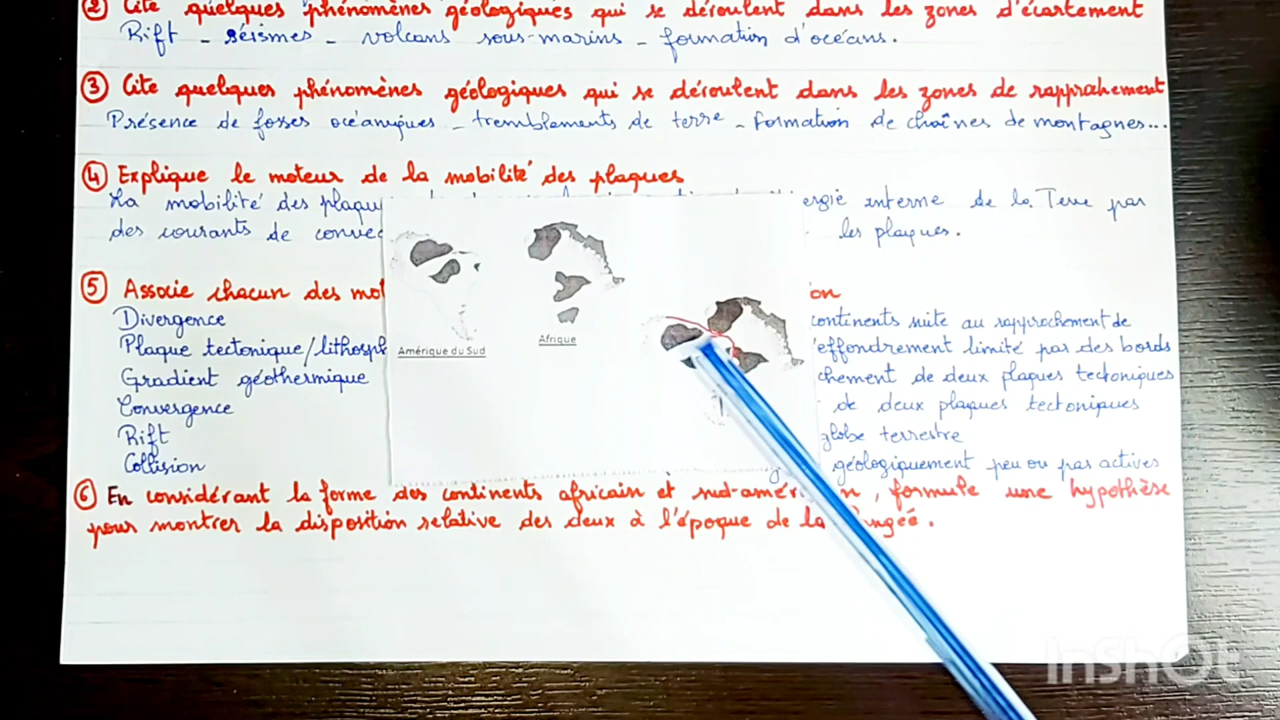 ② Cite quelques phénomènes géologiques qui se déroulent dans les zones d'écartement
Rift - séismes - volcans sous-marins - formation d'océans.
③ Cite quelques phénomènes géologiques qui se déroulent dans les zones de rapprochement
Présence de fosses océaniques - tremblements de terre - formation de chaînes de montagnes...
④ Explique le moteur de la mobilité des plaques
La mobilité des plaqu ergie interne de la Terre par
des courants de convec les plaques.
⑤ Associe chacun des mot on
Divergence continents suite au rapprochement de
Plaque tectonique/lithosph effondrement limité par des bords
Gradient géothermique chement de deux plaques tectoniques
Convergence de deux plaques tectoniques
Rift globe terrestre
Collision géologiquement peu ou pas actives
Amérique du Sud
Afrique
⑥ En considérant la forme des continents africain et sud-améri n, formule une hypothèse
pour montrer la disposition relative des deux à l'époque de la ngée.
InShOt